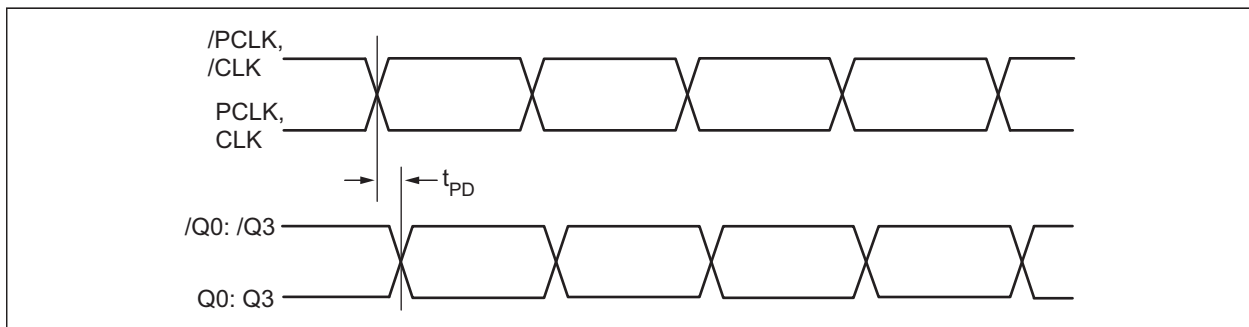 /PCLK,
/CLK
PCLK,
CLK
tPD
/Q0: /Q3
Q0: Q3